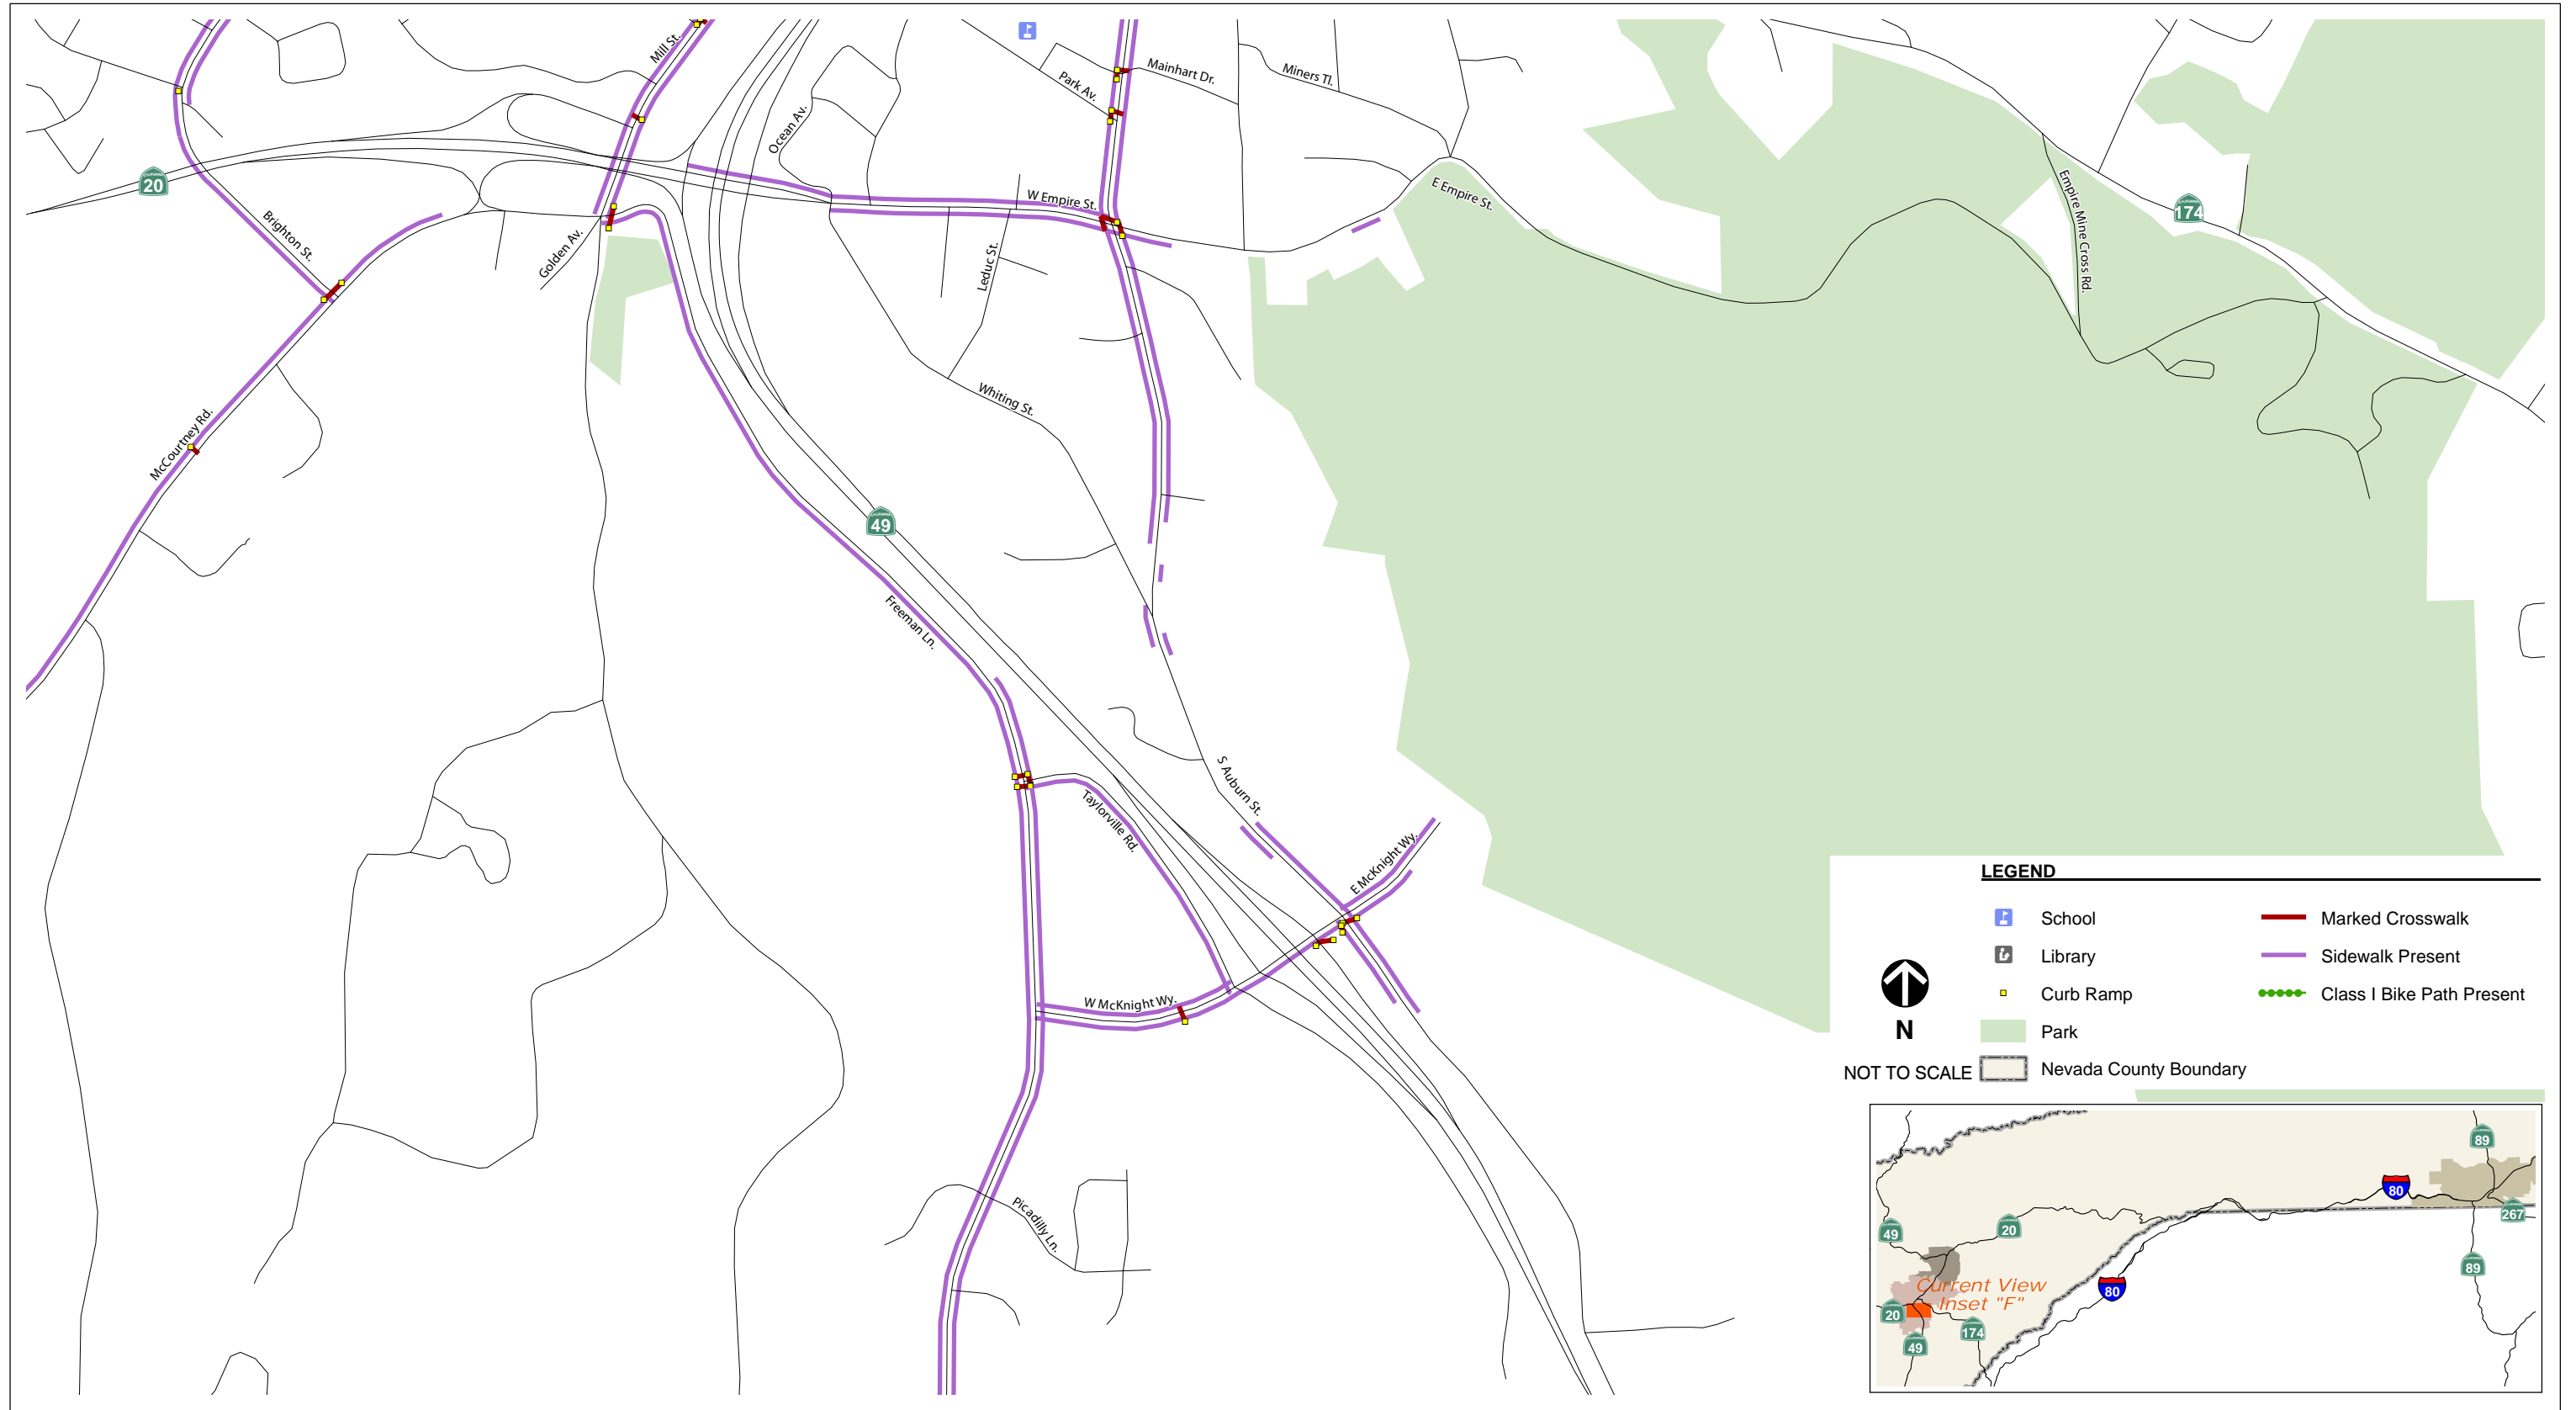 Mill St.
Mainhart Dr.
Miners Tl.
Park Av.
Ocean Av.
CALIFORNIA
20
W Empire St.
E Empire St.
Empire Mine Cross Rd.
174
Brighton St.
Golden Av.
Leduc St.
Whiting St.
McCourtney Rd.
49
Freeman Ln.
S Auburn St.
Taylorville Rd.
E McKnight Wy.
W McKnight Wy.
Picadilly Ln.
LEGEND
School
Library
Curb Ramp
Park
Nevada County Boundary
Marked Crosswalk
Sidewalk Present
Class I Bike Path Present
N
NOT TO SCALE
89
80
267
49
20
89
Current View
Inset "F"
80
20
174
49